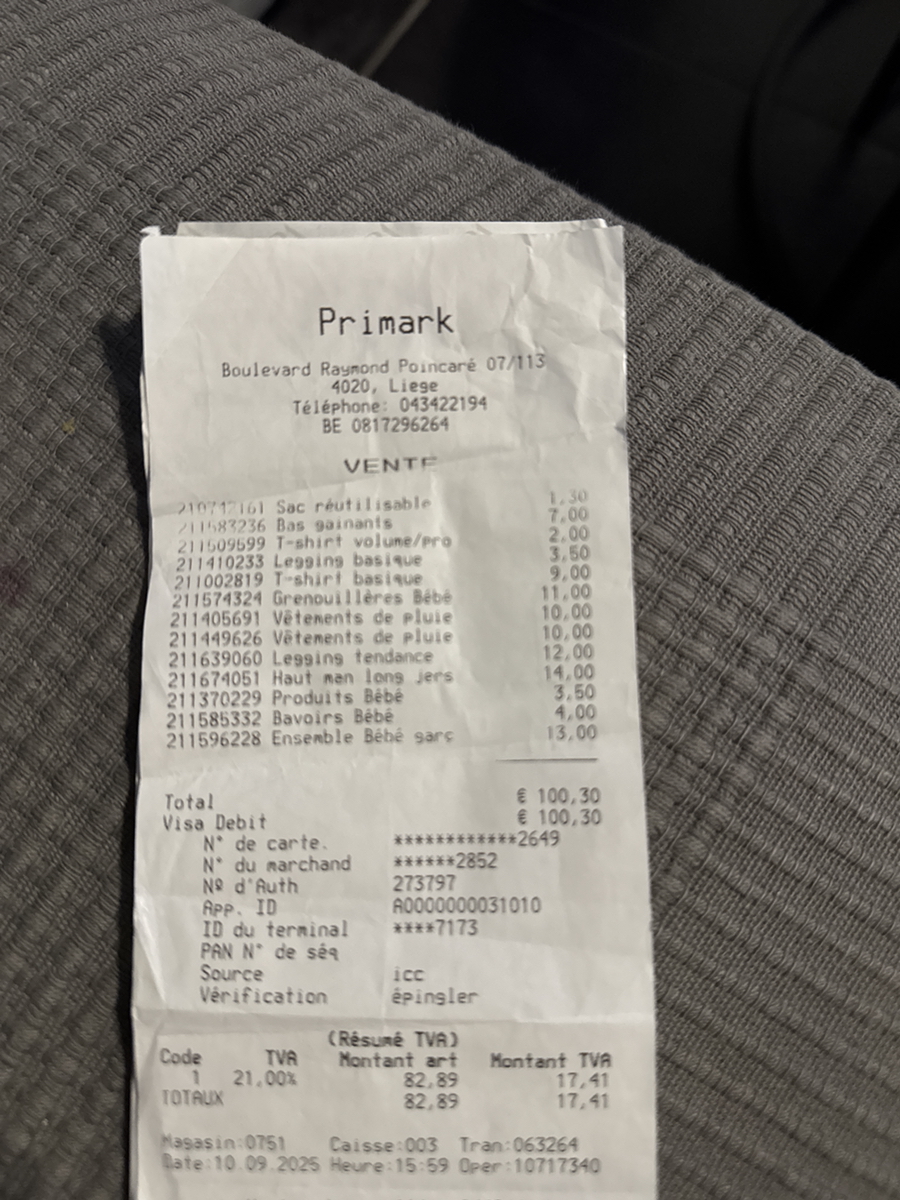 Primark
Boulevard Raymond Poincaré 07/113
4020, Liege
Téléphone: 043422194
BE 0817296264
VENTE
210742161 Sac réutilisable 1,30
211583236 Bas gainants 7,00
211509599 T-shirt volume/pro 2,00
211410233 Legging basique 3,50
211002819 T-shirt basique 9,00
211574324 Grenouillères Bébé 11,00
211405691 Vêtements de pluie 10,00
211449626 Vêtements de pluie 10,00
211639060 Legging tendance 12,00
211674051 Haut man long jers 14,00
211370229 Produits Bébé 3,50
211585332 Bavoirs Bébé 4,00
211596228 Ensemble Bébé garç 13,00
Total € 100,30
Visa Debit € 100,30
N° de carte. ************2649
N° du marchand ******2852
Nº d'Auth 273797
App. ID A0000000031010
ID du terminal ****7173
PAN N° de séq
Source icc
Vérification épingler
(Résumé TVA)
Code TVA Montant art Montant TVA
1 21,00% 82,89 17,41
TOTAUX 82,89 17,41
Magasin:0751 Caisse:003 Tran:063264
Date:10.09.2025 Heure:15:59 Oper:10717340